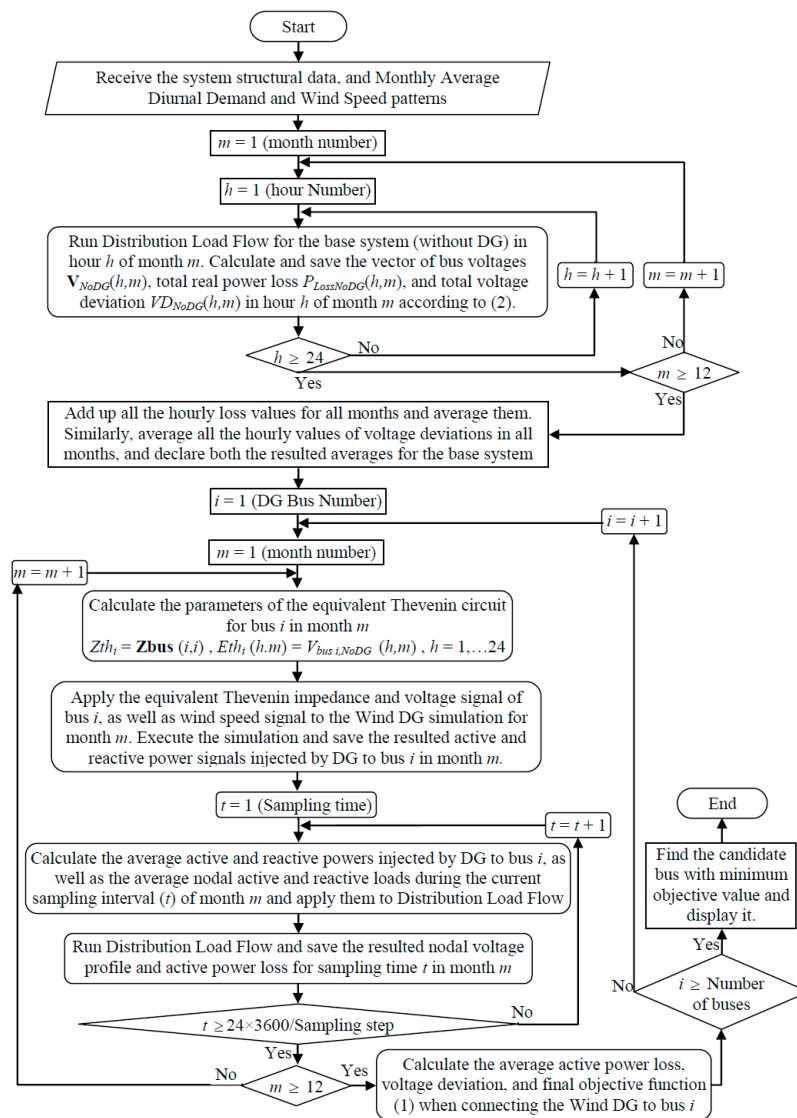 Start
Receive the system structural data, and Monthly Average
Diurnal Demand and Wind Speed patterns
m = 1 (month number)
h = 1 (hour Number)
Run Distribution Load Flow for the base system (without DG) in
hour h of month m. Calculate and save the vector of bus voltages
V_NoDG(h,m), total real power loss P_LossNoDG(h,m), and total voltage
deviation VD_NoDG(h,m) in hour h of month m according to (2).
h = h + 1
m = m + 1
h ≥ 24
No
Yes
No
m ≥ 12
Yes
Add up all the hourly loss values for all months and average them.
Similarly, average all the hourly values of voltage deviations in all
months, and declare both the resulted averages for the base system
i = 1 (DG Bus Number)
i = i + 1
m = 1 (month number)
m = m + 1
Calculate the parameters of the equivalent Thevenin circuit
for bus i in month m
Zth_i = Zbus (i,i) , Eth_i (h.m) = V_bus i,NoDG (h,m) , h = 1,…24
Apply the equivalent Thevenin impedance and voltage signal of
bus i, as well as wind speed signal to the Wind DG simulation for
month m. Execute the simulation and save the resulted active and
reactive power signals injected by DG to bus i in month m.
t = 1 (Sampling time)
t = t + 1
Calculate the average active and reactive powers injected by DG to bus i, as
well as the average nodal active and reactive loads during the current
sampling interval (t) of month m and apply them to Distribution Load Flow
Run Distribution Load Flow and save the resulted nodal voltage
profile and active power loss for sampling time t in month m
t ≥ 24×3600/Sampling step
No
Yes
m ≥ 12
No
Yes
Calculate the average active power loss,
voltage deviation, and final objective function
(1) when connecting the Wind DG to bus i
i ≥ Number
of buses
No
Yes
Find the candidate
bus with minimum
objective value and
display it.
End